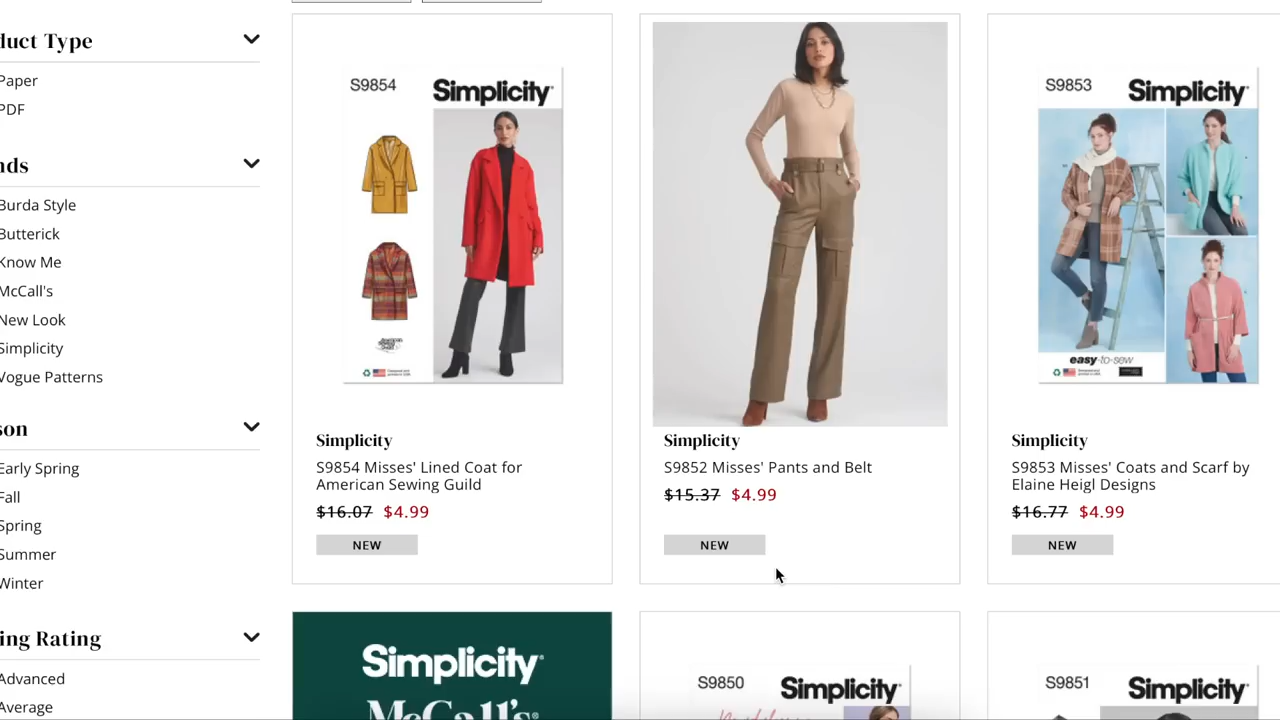 duct Type
Paper
PDF
nds
Burda Style
Butterick
Know Me
McCall's
New Look
Simplicity
Vogue Patterns
son
Early Spring
Fall
Spring
Summer
Winter
ing Rating
Advanced
Average
S9854
Simplicity
Simplicity
S9854 Misses' Lined Coat for
American Sewing Guild
$16.07 $4.99
NEW
Simplicity
S9852 Misses' Pants and Belt
$15.37 $4.99
NEW
S9853
Simplicity
easy-to-sew
Simplicity
S9853 Misses' Coats and Scarf by
Elaine Heigl Designs
$16.77 $4.99
NEW
Simplicity
McCall's
S9850
Simplicity
S9851
Simplicity